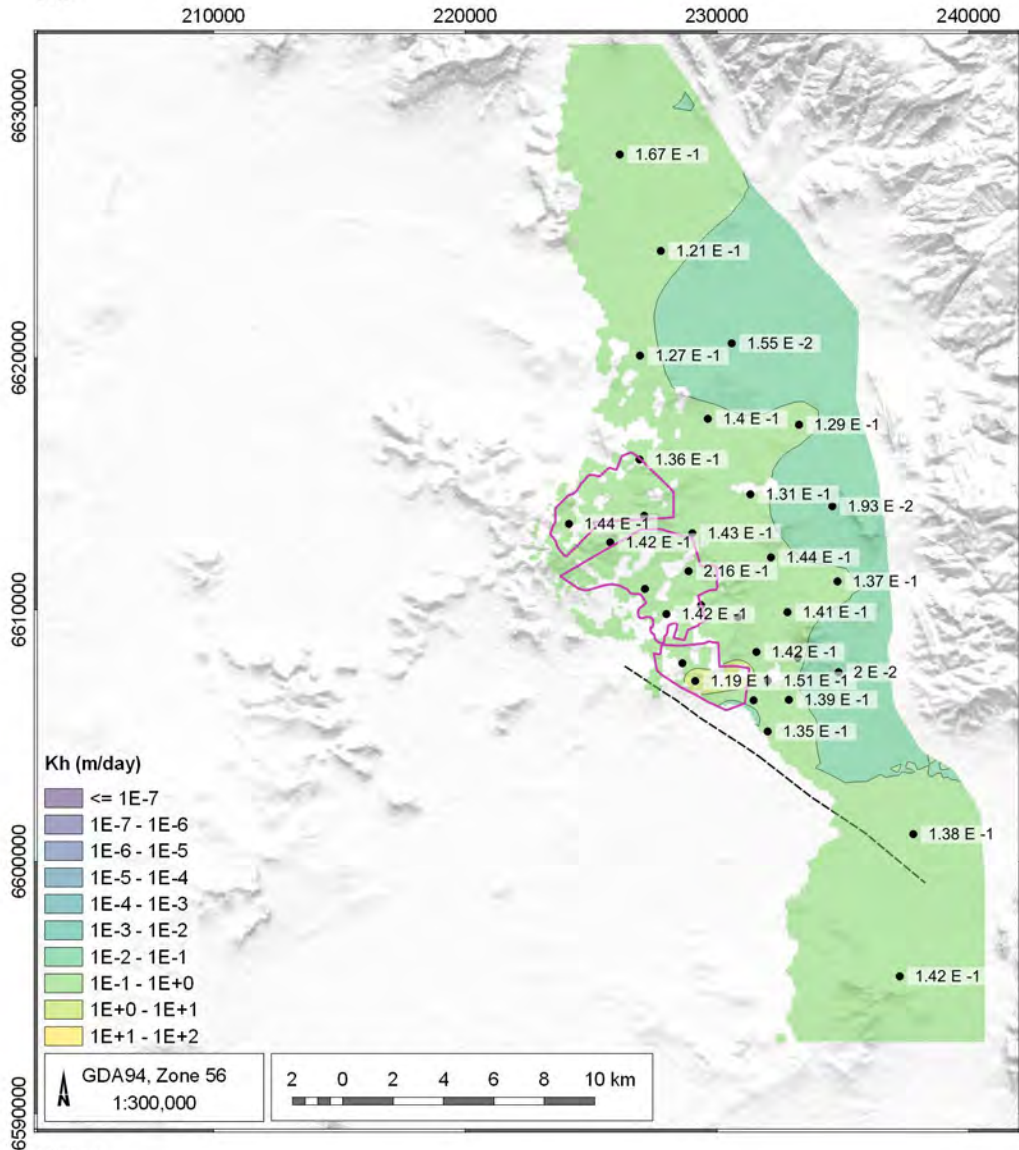 210000 220000 230000 240000
6630000
1.67 E -1
1.21 E -1
6620000
1.55 E -2
1.27 E -1
1.4 E -1
1.29 E -1
1.36 E -1
1.31 E -1
1.93 E -2
1.44 E -1
1.43 E -1
1.42 E -1
1.44 E -1
2.16 E -1
1.37 E -1
6610000
1.42 E -1
1.41 E -1
1.42 E -1
2 E -2
1.19 E 1
1.51 E -1
1.39 E -1
1.35 E -1
6600000
1.38 E -1
1.42 E -1
6590000
Kh (m/day)
<= 1E-7
1E-7 - 1E-6
1E-6 - 1E-5
1E-5 - 1E-4
1E-4 - 1E-3
1E-3 - 1E-2
1E-2 - 1E-1
1E-1 - 1E+0
1E+0 - 1E+1
1E+1 - 1E+2
N
GDA94, Zone 56
1:300,000
2 0 2 4 6 8 10 km